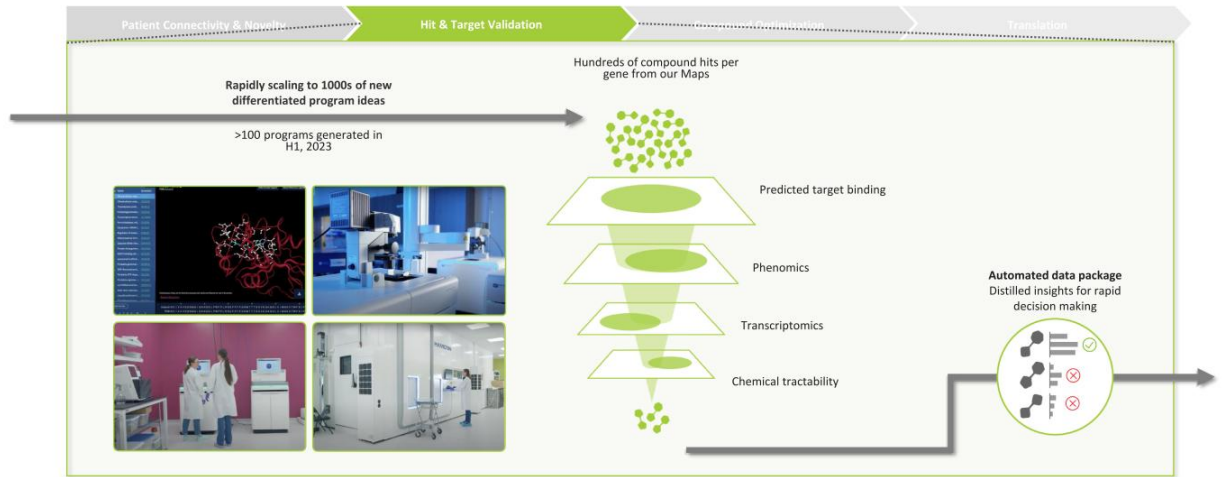 Patient Connectivity & Novelty
Hit & Target Validation
Compound Optimization
Translation
Rapidly scaling to 1000s of new
differentiated program ideas
>100 programs generated in
H1, 2023
Hundreds of compound hits per
gene from our Maps
Predicted target binding
Phenomics
Transcriptomics
Chemical tractability
Automated data package
Distilled insights for rapid
decision making